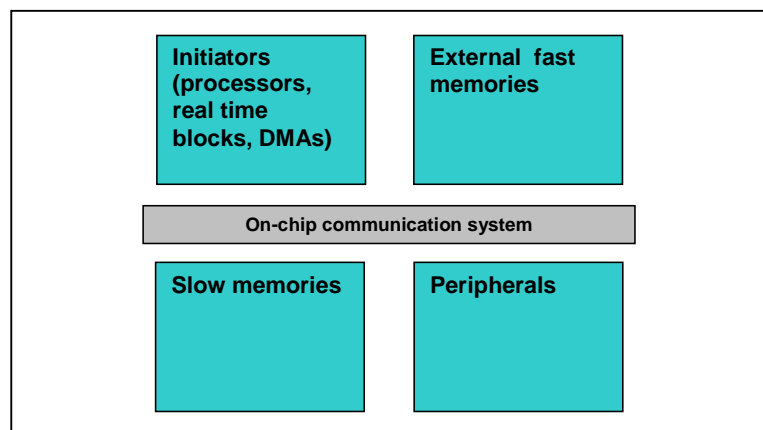 Initiators
(processors,
real time
blocks, DMAs)
External fast
memories
On-chip communication system
Slow memories
Peripherals